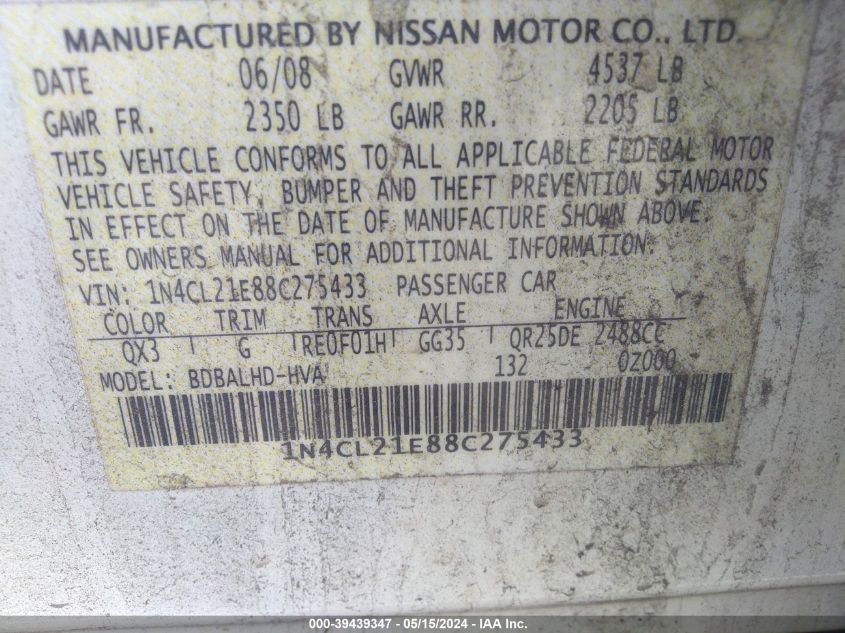 MANUFACTURED BY NISSAN MOTOR CO., LTD.
DATE 06/08 GVWR 4537 LB
GAWR FR. 2350 LB GAWR RR. 2205 LB
THIS VEHICLE CONFORMS TO ALL APPLICABLE FEDERAL MOTOR
VEHICLE SAFETY, BUMPER AND THEFT PREVENTION STANDARDS
IN EFFECT ON THE DATE OF MANUFACTURE SHOWN ABOVE.
SEE OWNERS MANUAL FOR ADDITIONAL INFORMATION.
VIN: 1N4CL21E88C275433 PASSENGER CAR
COLOR TRIM TRANS AXLE ENGINE
QX3 G RE0F01H GG35 QR25DE 2488CC
MODEL: BDBALHD-HVA 132 0Z000
1N4CL21E88C275433
000-39439347 - 05/15/2024 - IAA Inc.